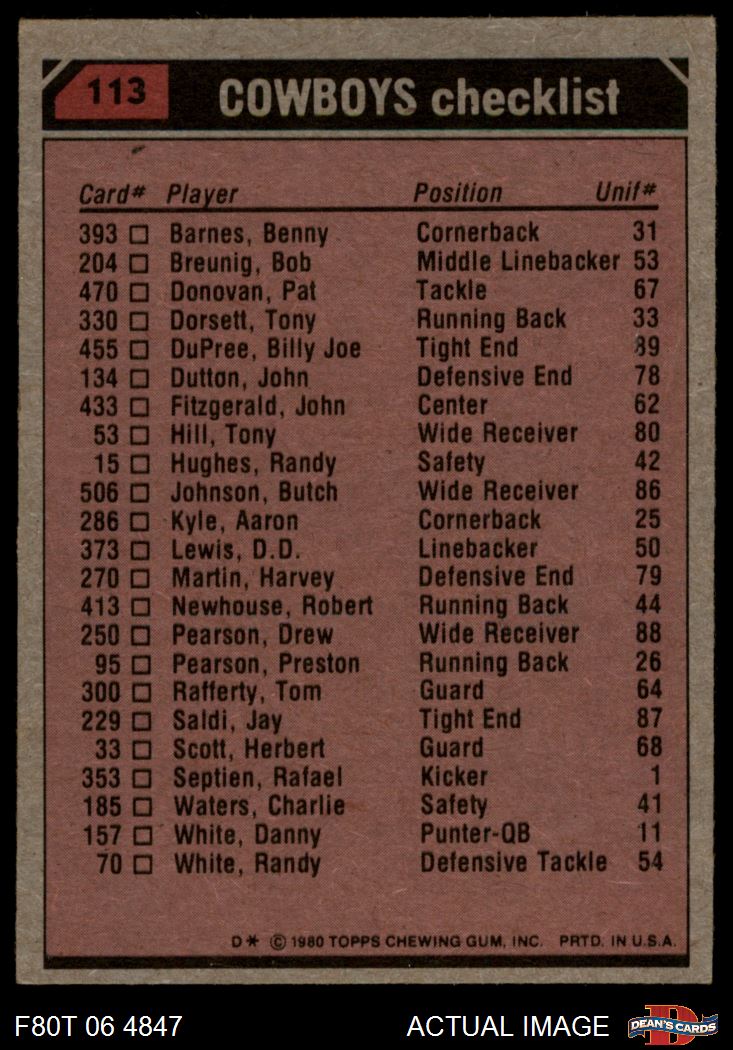 113 COWBOYS checklist
Card# Player Position Unif#
393 □ Barnes, Benny Cornerback 31
204 □ Breunig, Bob Middle Linebacker 53
470 □ Donovan, Pat Tackle 67
330 □ Dorsett, Tony Running Back 33
455 □ DuPree, Billy Joe Tight End 89
134 □ Dutton, John Defensive End 78
433 □ Fitzgerald, John Center 62
53 □ Hill, Tony Wide Receiver 80
15 □ Hughes, Randy Safety 42
506 □ Johnson, Butch Wide Receiver 86
286 □ Kyle, Aaron Cornerback 25
373 □ Lewis, D.D. Linebacker 50
270 □ Martin, Harvey Defensive End 79
413 □ Newhouse, Robert Running Back 44
250 □ Pearson, Drew Wide Receiver 88
95 □ Pearson, Preston Running Back 26
300 □ Rafferty, Tom Guard 64
229 □ Saldi, Jay Tight End 87
33 □ Scott, Herbert Guard 68
353 □ Septien, Rafael Kicker 1
185 □ Waters, Charlie Safety 41
157 □ White, Danny Punter-QB 11
70 □ White, Randy Defensive Tackle 54
D* © 1980 TOPPS CHEWING GUM, INC. PRTD. IN U.S.A.
F80T 06 4847 ACTUAL IMAGE D DEAN'S CARDS